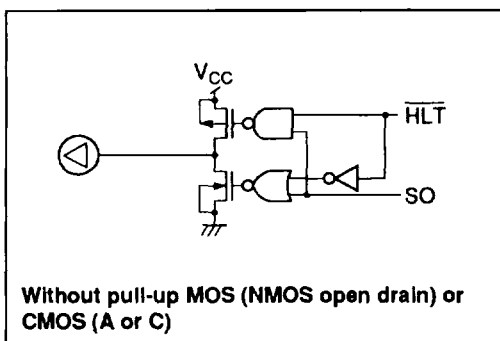 VCC
HLT
SO
Without pull-up MOS (NMOS open drain) or
CMOS (A or C)